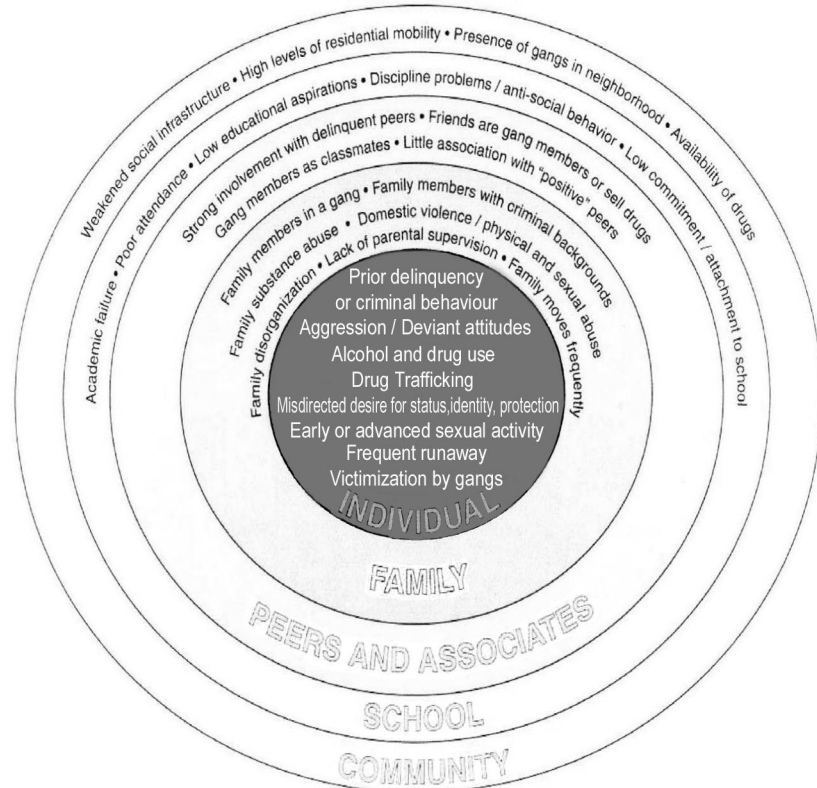 Weakened social infrastructure • High levels of residential mobility • Presence of gangs in neighborhood • Availability of drugs
Academic failure • Poor attendance • Low educational aspirations • Discipline problems / anti-social behavior • Low commitment / attachment to school
Strong involvement with delinquent peers • Friends are gang members or sell drugs
Gang members as classmates • Little association with "positive" peers
Family members in a gang • Family members with criminal backgrounds
Family substance abuse • Domestic violence / physical and sexual abuse
Family disorganization • Lack of parental supervision • Family moves frequently
Prior delinquency
or criminal behaviour
Aggression / Deviant attitudes
Alcohol and drug use
Drug Trafficking
Misdirected desire for status,identity, protection
Early or advanced sexual activity
Frequent runaway
Victimization by gangs
INDIVIDUAL
FAMILY
PEERS AND ASSOCIATES
SCHOOL
COMMUNITY